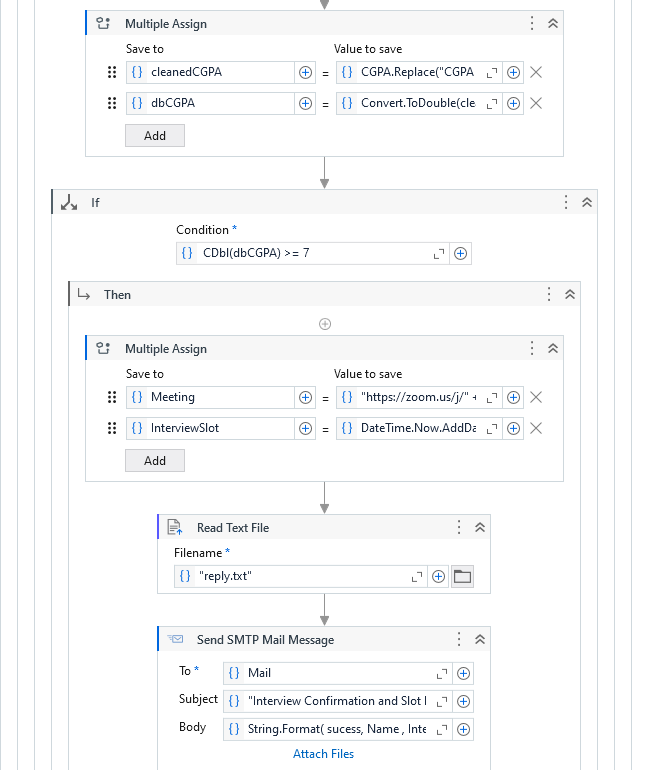 Multiple Assign
Save to Value to save
cleanedCGPA = CGPA.Replace("CGPA
dbCGPA = Convert.ToDouble(cle
Add
If
Condition *
CDbl(dbCGPA) >= 7
Then
Multiple Assign
Save to Value to save
Meeting = "https://zoom.us/j/" +
InterviewSlot = DateTime.Now.AddDa
Add
Read Text File
Filename *
"reply.txt"
Send SMTP Mail Message
To * Mail
Subject "Interview Confirmation and Slot
Body String.Format( sucess, Name , Inte
Attach Files